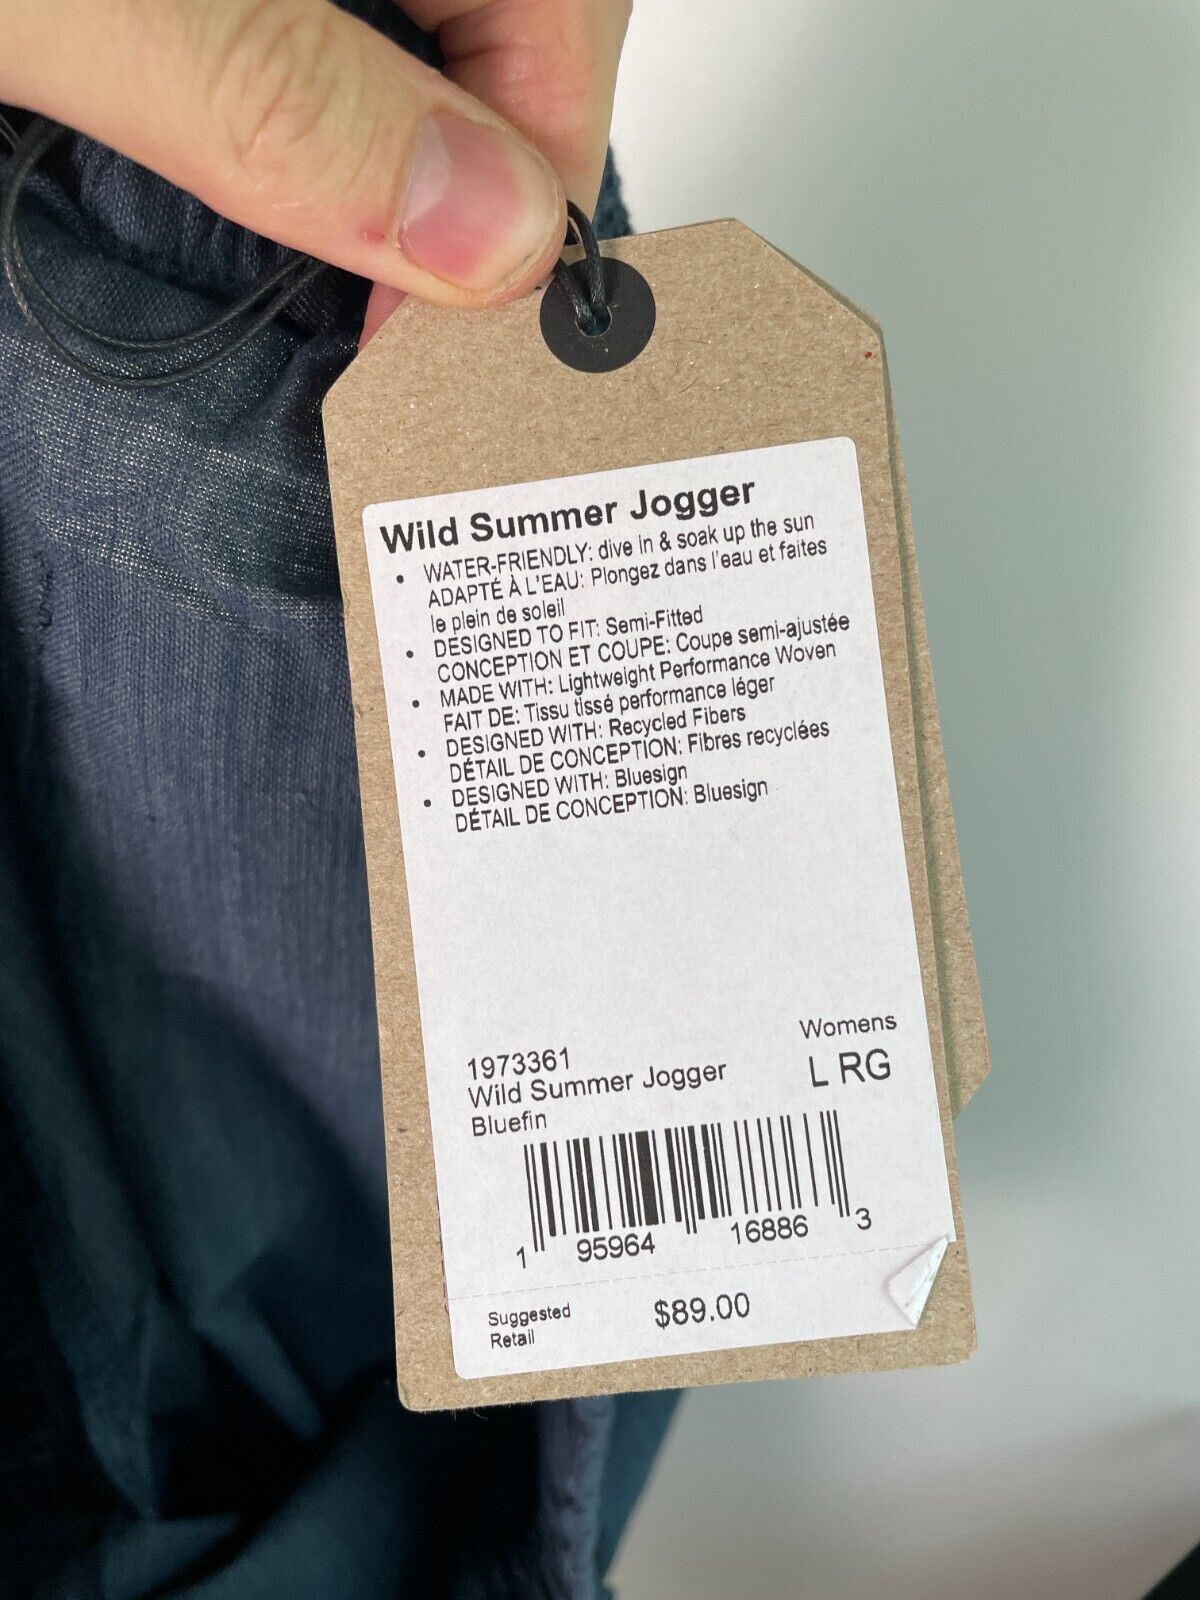 Wild Summer Jogger
• WATER-FRIENDLY: dive in & soak up the sun
ADAPTÉ À L'EAU: Plongez dans l'eau et faites
le plein de soleil
• DESIGNED TO FIT: Semi-Fitted
CONCEPTION ET COUPE: Coupe semi-ajustée
• MADE WITH: Lightweight Performance Woven
FAIT DE: Tissu tissé performance léger
• DESIGNED WITH: Recycled Fibers
DÉTAIL DE CONCEPTION: Fibres recyclées
• DESIGNED WITH: Bluesign
DÉTAIL DE CONCEPTION: Bluesign
Womens
L RG
1973361
Wild Summer Jogger
Bluefin
1 95964 16886 3
Suggested
Retail
$89.00